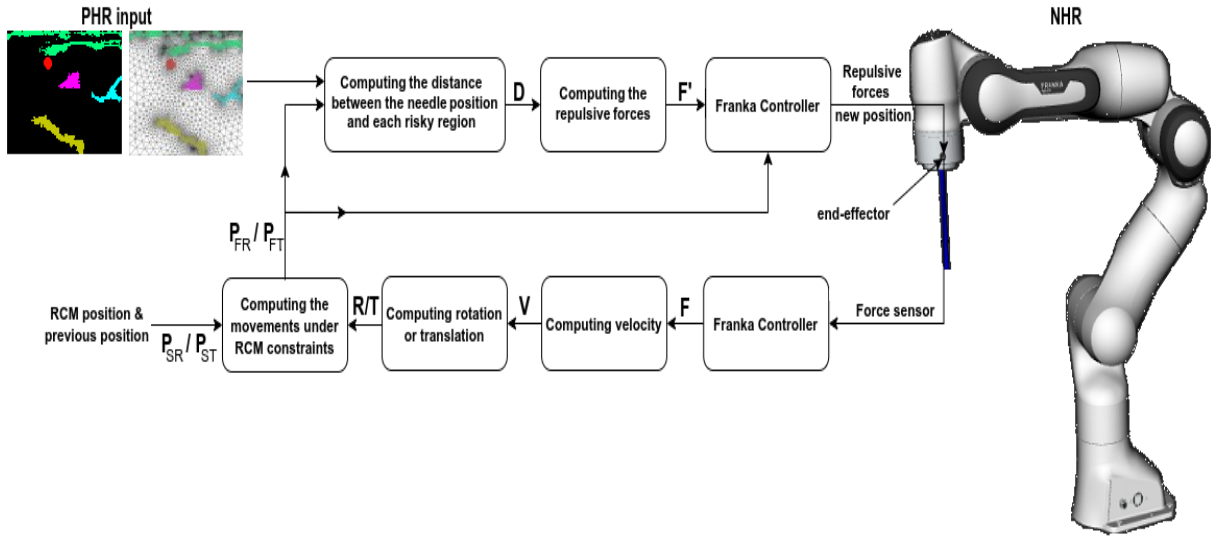 PHR input
NHR
Computing the distance
between the needle position
and each risky region
D
Computing the
repulsive forces
F'
Franka Controller
Repulsive
forces
new position
FRANKA
end-effector
P_FR / P_FT
RCM position &
previous position
P_SR / P_ST
Computing the
movements under
RCM constraints
R/T
Computing rotation
or translation
V
Computing velocity
F
Franka Controller
Force sensor